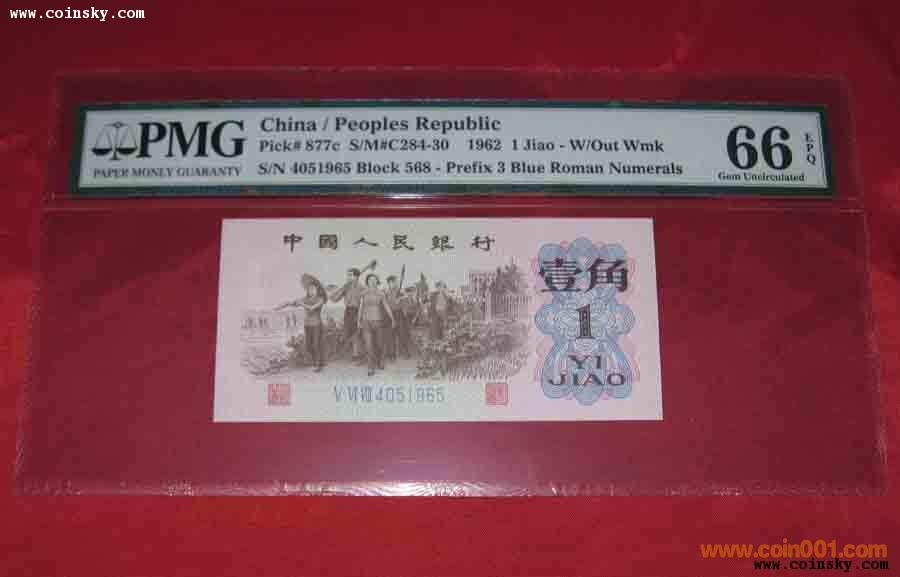 www.coinsky.com
PMG
PAPER MONEY GUARANTY
China / Peoples Republic
Pick# 877c S/M#C284-30 1962 1 Jiao - W/Out Wmk
S/N 4051965 Block 568 - Prefix 3 Blue Roman Numerals
66
EPQ
Gem Uncirculated
中國人民銀行
壹角
1
YI
JIAO
V VI VIII 4051965
www.coin001.com
www.coinsky.com